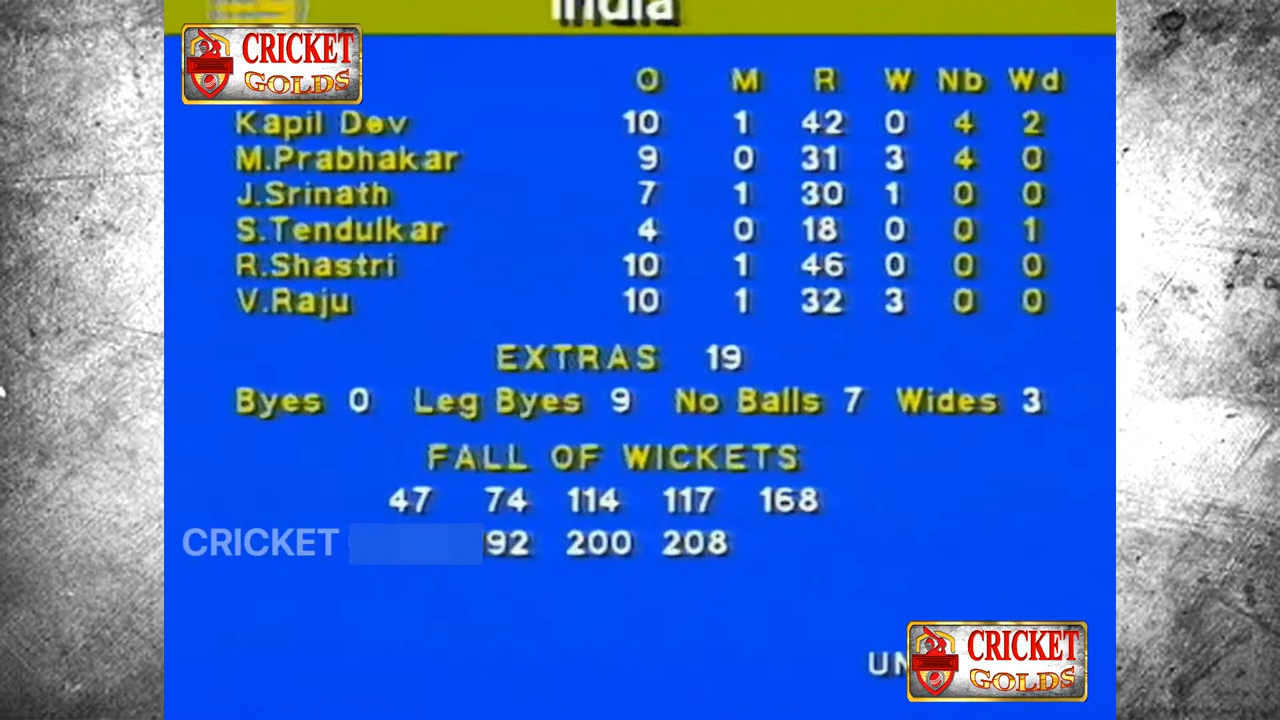 India
CRICKET
GOLDS
O M R W Nb Wd
Kapil Dev 10 1 42 0 4 2
M.Prabhakar 9 0 31 3 4 0
J.Srinath 7 1 30 1 0 0
S.Tendulkar 4 0 18 0 0 1
R.Shastri 10 1 46 0 0 0
V.Raju 10 1 32 3 0 0
EXTRAS 19
Byes 0 Leg Byes 9 No Balls 7 Wides 3
FALL OF WICKETS
47 74 114 117 168
CRICKET 92 200 208
CRICKET
GOLDS